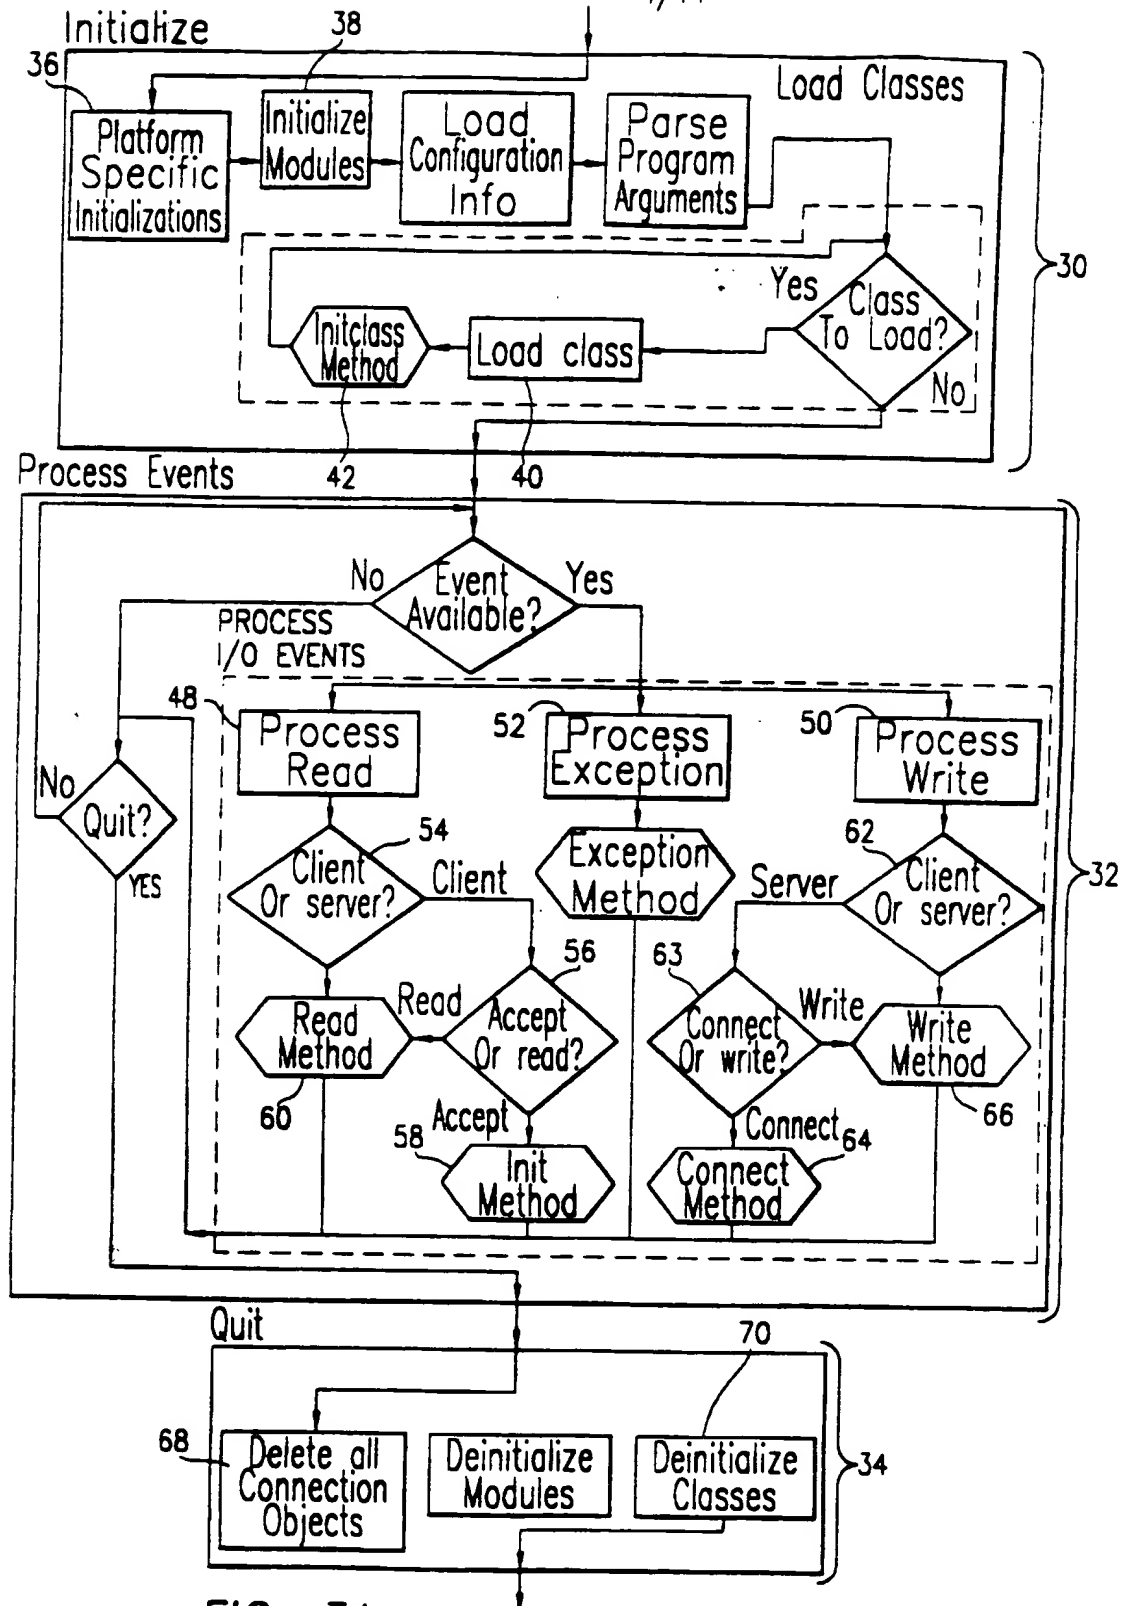 Initialize
38
36
Load Classes
Platform
Specific
Initializations
Initialize
Modules
Load
Configuration
Info
Parse
Program
Arguments
30
Yes
Class
To Load?
No
Initclass
Method
Load class
42
40
Process Events
No
Event
Available?
Yes
PROCESS
I/O EVENTS
48
Process
Read
52
Process
Exception
50
Process
Write
No
Quit?
YES
54
Client
Or server?
Client
Exception
Method
62
Server
Client
Or server?
32
56
63
Read
Method
Read
Accept
Or read?
Connect
Or write?
Write
Write
Method
60
66
Accept
58
Init
Method
Connect
64
Connect
Method
Quit
70
68
Delete all
Connection
Objects
Deinitialize
Modules
Deinitialize
Classes
34